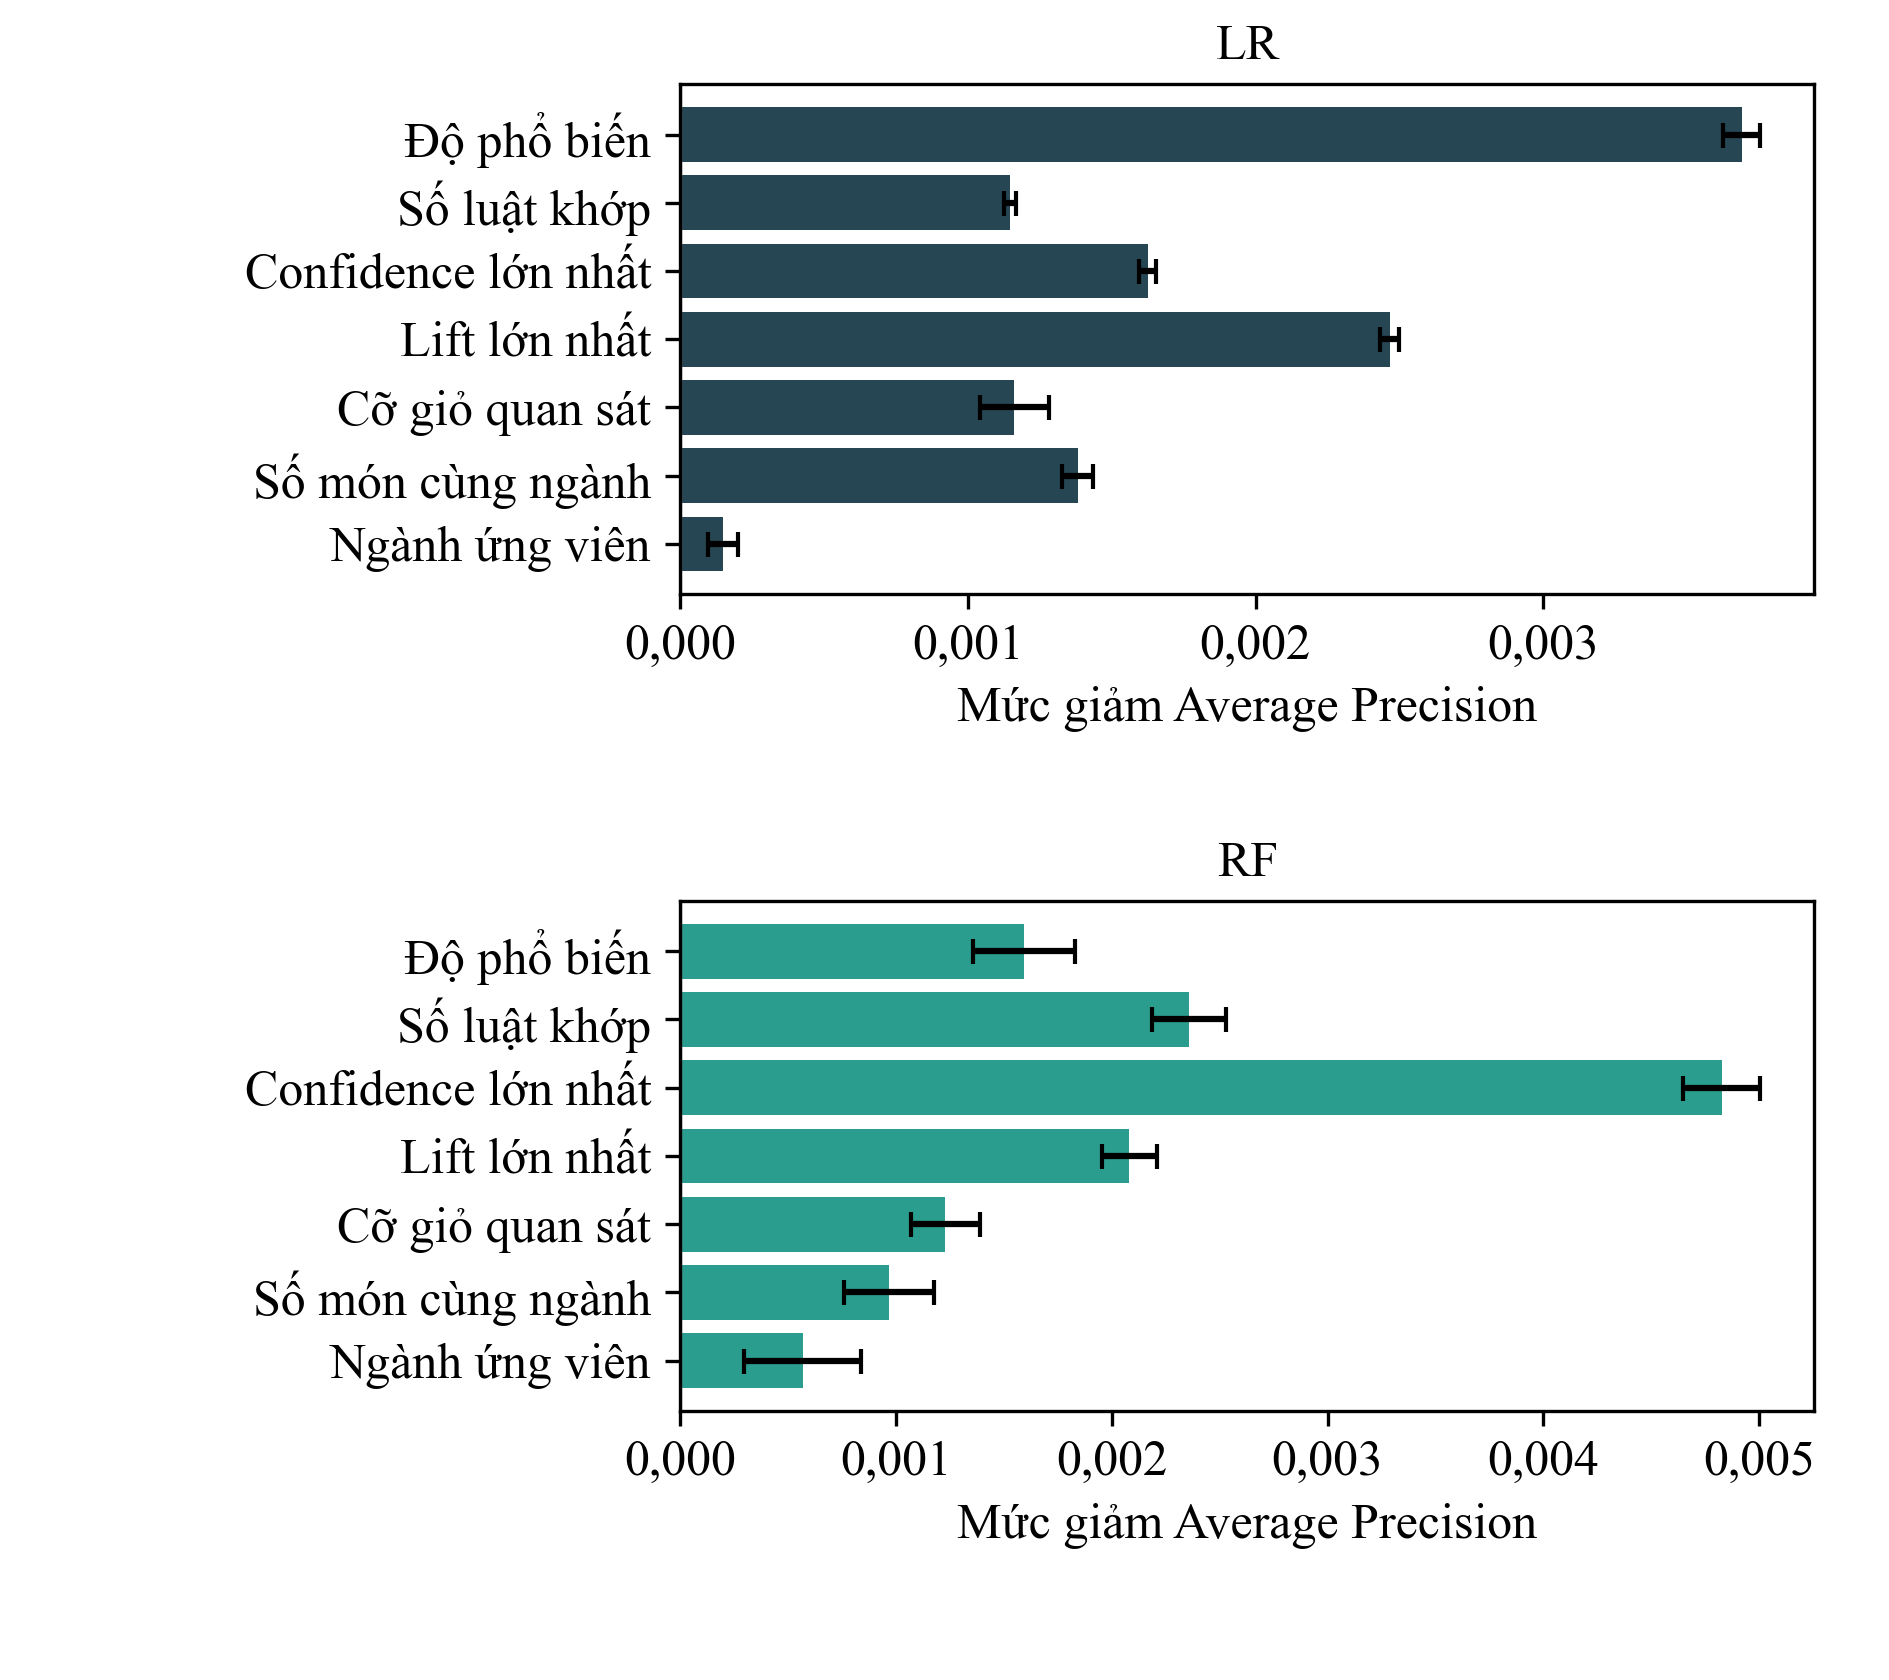 LR
Độ phổ biến
Số luật khớp
Confidence lớn nhất
Lift lớn nhất
Cỡ giỏ quan sát
Số món cùng ngành
Ngành ứng viên
0,000 0,001 0,002 0,003
Mức giảm Average Precision
RF
Độ phổ biến
Số luật khớp
Confidence lớn nhất
Lift lớn nhất
Cỡ giỏ quan sát
Số món cùng ngành
Ngành ứng viên
0,000 0,001 0,002 0,003 0,004 0,005
Mức giảm Average Precision